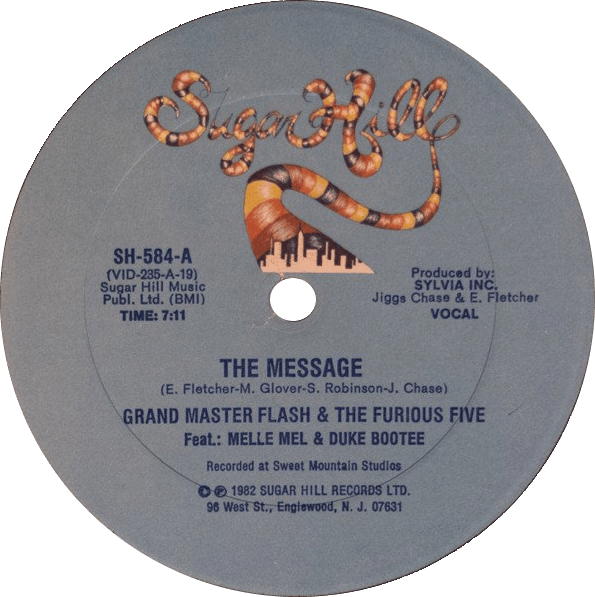 Sugar Hill
SH-584-A
(VID-235-A-19)
Sugar Hill Music
Publ. Ltd. (BMI)
TIME: 7:11
Produced by:
SYLVIA INC.
Jiggs Chase & E. Fletcher
VOCAL
THE MESSAGE
(E. Fletcher-M. Glover-S. Robinson-J. Chase)
GRAND MASTER FLASH & THE FURIOUS FIVE
Feat.: MELLE MEL & DUKE BOOTEE
Recorded at Sweet Mountain Studios
© ℗ 1982 SUGAR HILL RECORDS LTD.
96 West St., Englewood, N. J. 07631